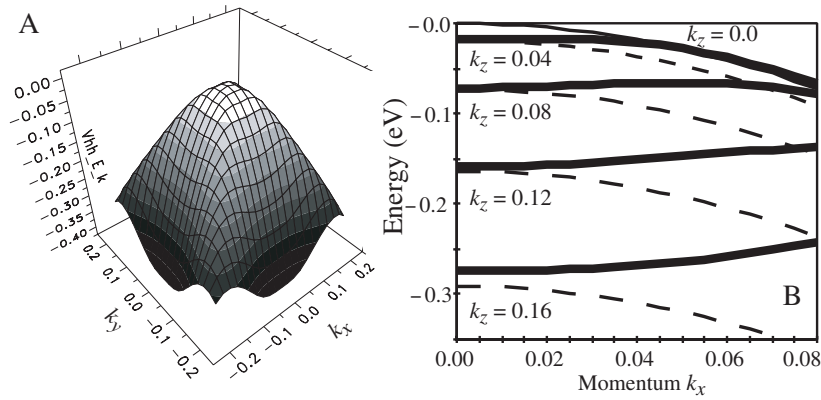 A
0.00
−0.05
−0.10
−0.15
−0.20
−0.25
−0.30
−0.35
−0.40
Vhh_E_k
0.2
0.1
0.0
−0.1
−0.2
k_y
−0.2
−0.1
0.0
0.1
0.2
k_x
−0.0
−0.1
−0.2
−0.3
Energy (eV)
k_z = 0.0
k_z = 0.04
k_z = 0.08
k_z = 0.12
k_z = 0.16
B
0.00
0.02
0.04
0.06
0.08
Momentum k_x